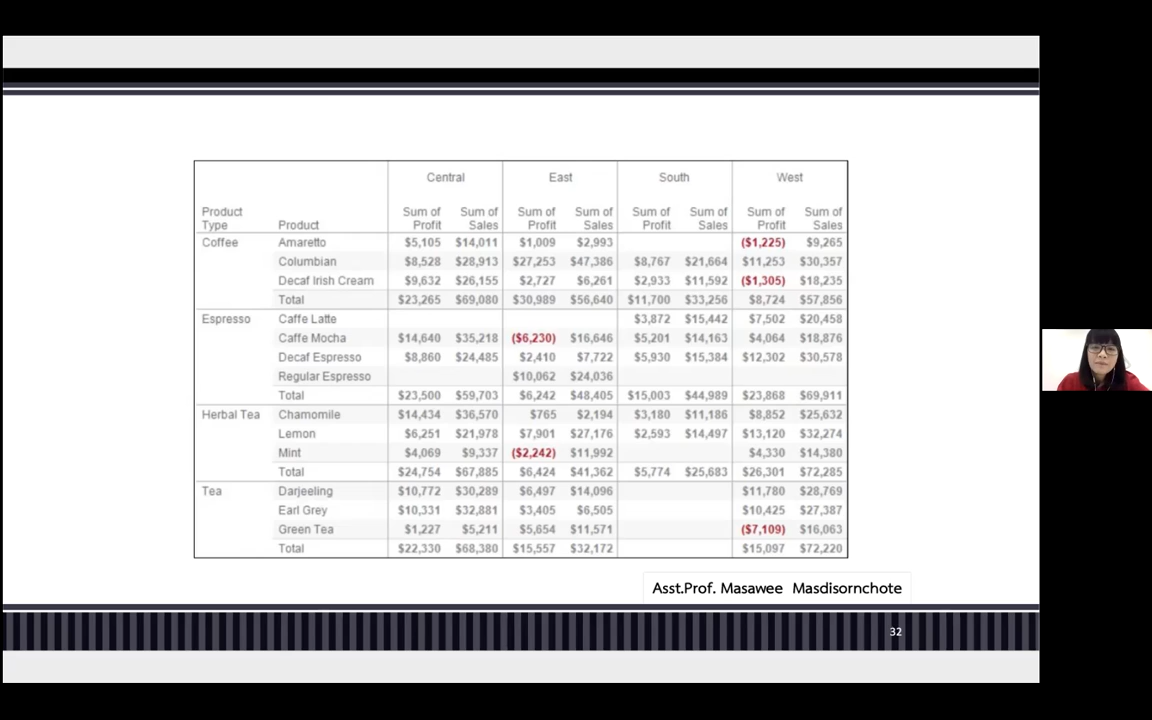 Central East South West
Product Sum of Sum of Sum of Sum of Sum of Sum of Sum of Sum of
Type Product Profit Sales Profit Sales Profit Sales Profit Sales
Coffee Amaretto $5,105 $14,011 $1,009 $2,993 ($1,225) $9,265
Columbian $8,528 $28,913 $27,253 $47,386 $8,767 $21,664 $11,253 $30,357
Decaf Irish Cream $9,632 $26,155 $2,727 $6,261 $2,933 $11,592 ($1,305) $18,235
Total $23,265 $69,080 $30,989 $56,640 $11,700 $33,256 $8,724 $57,856
Espresso Caffe Latte $3,872 $15,442 $7,502 $20,458
Caffe Mocha $14,640 $35,218 ($6,230) $16,646 $5,201 $14,163 $4,064 $18,876
Decaf Espresso $8,860 $24,485 $2,410 $7,722 $5,930 $15,384 $12,302 $30,578
Regular Espresso $10,062 $24,036
Total $23,500 $59,703 $6,242 $48,405 $15,003 $44,989 $23,868 $69,911
Herbal Tea Chamomile $14,434 $36,570 $765 $2,194 $3,180 $11,186 $8,852 $25,632
Lemon $6,251 $21,978 $7,901 $27,176 $2,593 $14,497 $13,120 $32,274
Mint $4,069 $9,337 ($2,242) $11,992 $4,330 $14,380
Total $24,754 $67,885 $6,424 $41,362 $5,774 $25,683 $26,301 $72,285
Tea Darjeeling $10,772 $30,289 $6,497 $14,096 $11,780 $28,769
Earl Grey $10,331 $32,881 $3,405 $6,505 $10,425 $27,387
Green Tea $1,227 $5,211 $5,654 $11,571 ($7,109) $16,063
Total $22,330 $68,380 $15,557 $32,172 $15,097 $72,220
Asst.Prof. Masawee Masdisornchote
32